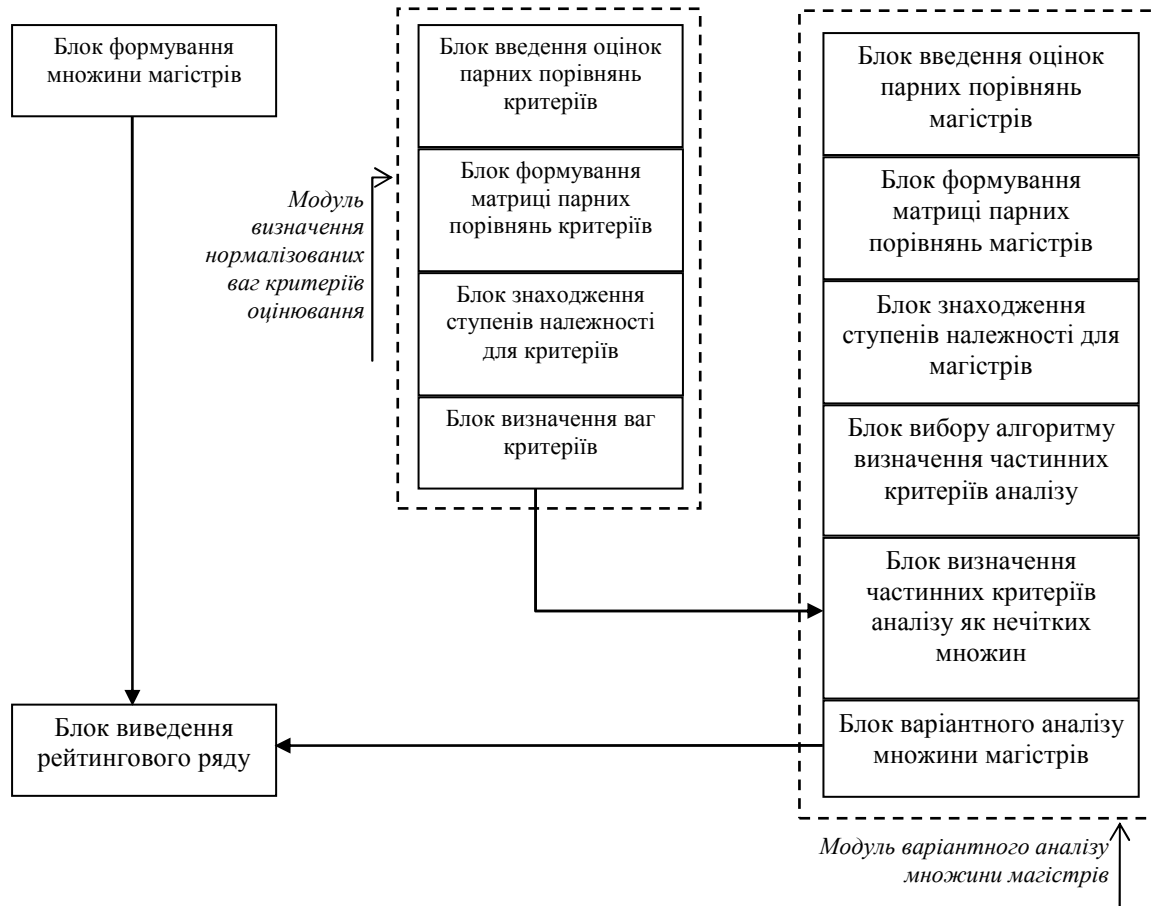 Блок формування
множини магістрів
Блок виведення
рейтингового ряду
Модуль
визначення
нормалізованих
ваг критеріїв
оцінювання
Блок введення оцінок
парних порівнянь
критеріїв
Блок формування
матриці парних
порівнянь критеріїв
Блок знаходження
ступенів належності
для критеріїв
Блок визначення ваг
критеріїв
Блок введення оцінок
парних порівнянь
магістрів
Блок формування
матриці парних
порівнянь магістрів
Блок знаходження
ступенів належності для
магістрів
Блок вибору алгоритму
визначення частинних
критеріїв аналізу
Блок визначення
частинних критеріїв
аналізу як нечітких
множин
Блок варіантного аналізу
множини магістрів
Модуль варіантного аналізу
множини магістрів